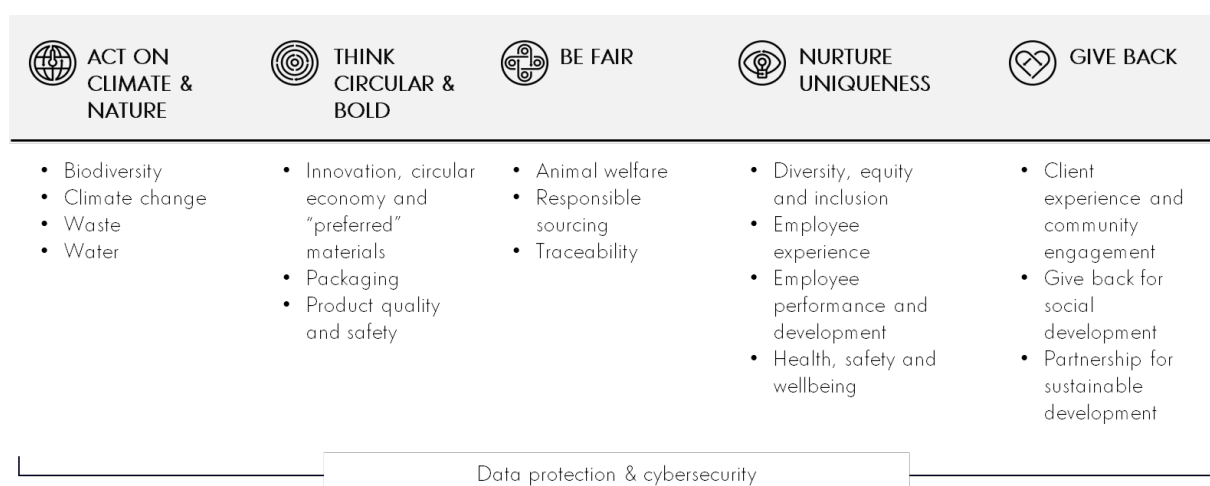 ACT ON
CLIMATE &
NATURE
THINK
CIRCULAR &
BOLD
BE FAIR
NURTURE
UNIQUENESS
GIVE BACK
• Biodiversity
• Climate change
• Waste
• Water
• Innovation, circular
economy and
“preferred”
materials
• Packaging
• Product quality
and safety
• Animal welfare
• Responsible
sourcing
• Traceability
• Diversity, equity
and inclusion
• Employee
experience
• Employee
performance and
development
• Health, safety and
wellbeing
• Client
experience and
community
engagement
• Give back for
social
development
• Partnership for
sustainable
development
Data protection & cybersecurity